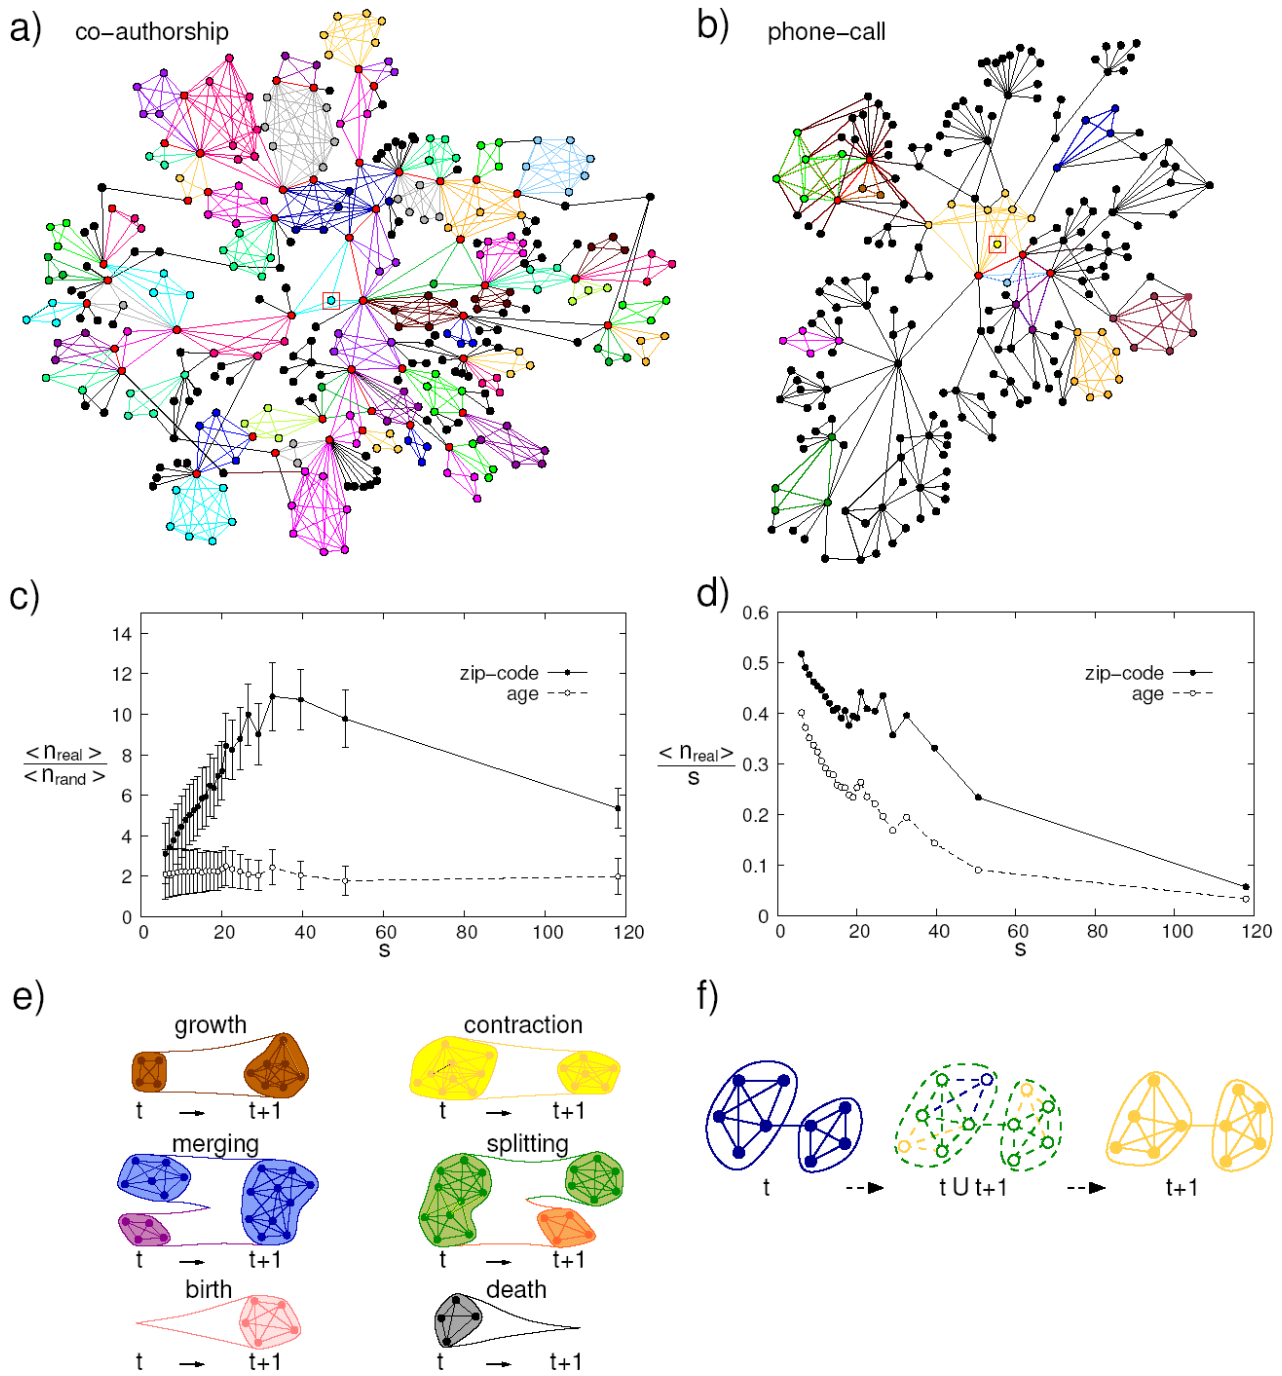 a) co-authorship
b) phone-call
c)
14
12
10
8
6
4
2
0
< n_real >
< n_rand >
zip-code
age
0 20 40 60 80 100 120
s
d)
0.6
0.5
0.4
0.3
0.2
0.1
0
< n_real >
s
zip-code
age
0 20 40 60 80 100 120
s
e)
growth
t → t+1
contraction
t → t+1
merging
t → t+1
splitting
t → t+1
birth
t → t+1
death
t → t+1
f)
t t U t+1 t+1